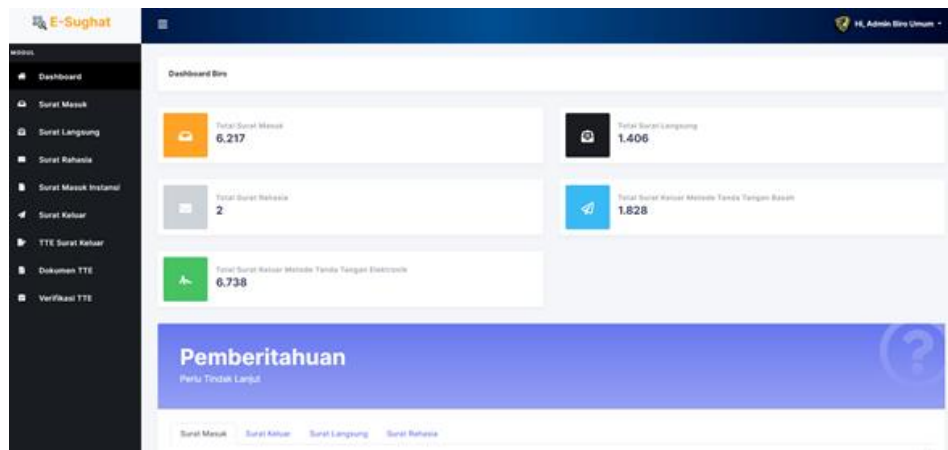 E-Sughat
Hi, Admin Biro Umum
MODUL
Dashboard
Surat Masuk
Surat Langsung
Surat Rahasia
Surat Masuk Instansi
Surat Keluar
TTE Surat Keluar
Dokumen TTE
Verifikasi TTE
Dashboard Biro
Total Surat Masuk
6.217
Total Surat Langsung
1.406
Total Surat Rahasia
2
Total Surat Keluar Metode Tanda Tangan Basah
1.828
Total Surat Keluar Metode Tanda Tangan Elektronik
6.738
Pemberitahuan
Perlu Tindak Lanjut
Surat Masuk Surat Keluar Surat Langsung Surat Rahasia